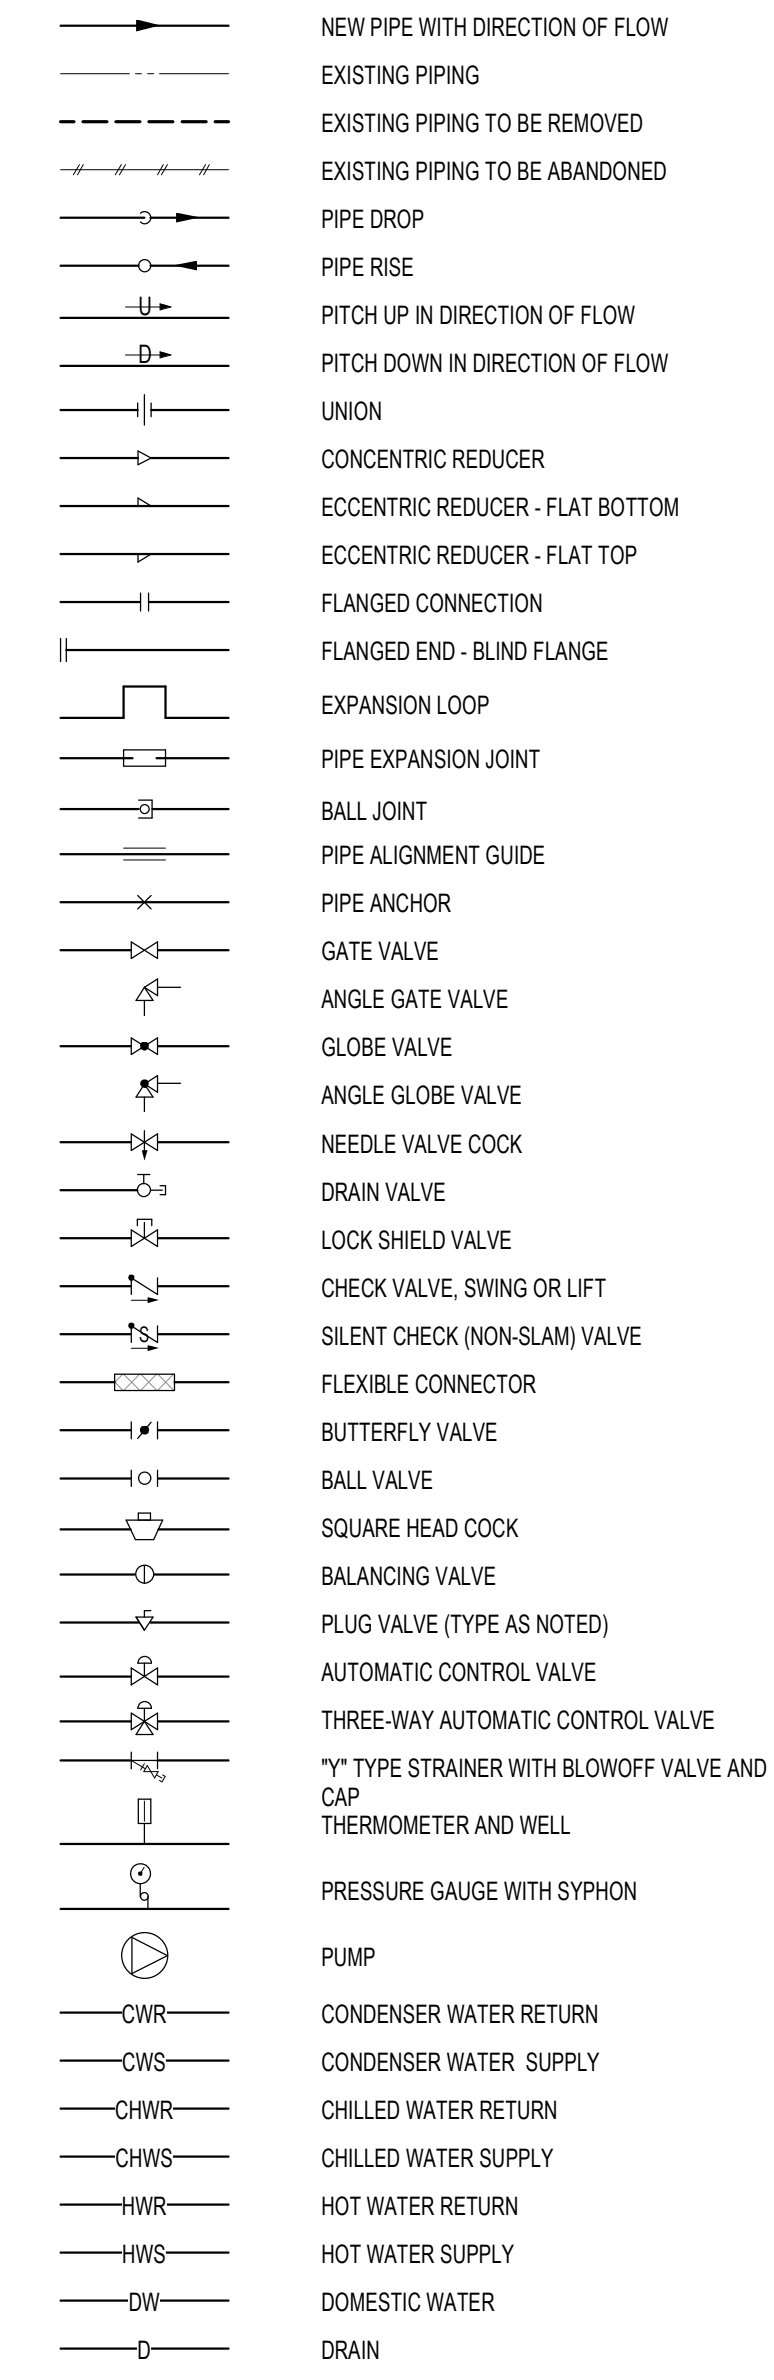 NEW PIPE WITH DIRECTION OF FLOW
EXISTING PIPING
EXISTING PIPING TO BE REMOVED
EXISTING PIPING TO BE ABANDONED
PIPE DROP
PIPE RISE
U PITCH UP IN DIRECTION OF FLOW
D PITCH DOWN IN DIRECTION OF FLOW
UNION
CONCENTRIC REDUCER
ECCENTRIC REDUCER - FLAT BOTTOM
ECCENTRIC REDUCER - FLAT TOP
FLANGED CONNECTION
FLANGED END - BLIND FLANGE
EXPANSION LOOP
PIPE EXPANSION JOINT
BALL JOINT
PIPE ALIGNMENT GUIDE
PIPE ANCHOR
GATE VALVE
ANGLE GATE VALVE
GLOBE VALVE
ANGLE GLOBE VALVE
NEEDLE VALVE COCK
DRAIN VALVE
LOCK SHIELD VALVE
CHECK VALVE, SWING OR LIFT
S SILENT CHECK (NON-SLAM) VALVE
FLEXIBLE CONNECTOR
BUTTERFLY VALVE
BALL VALVE
SQUARE HEAD COCK
BALANCING VALVE
PLUG VALVE (TYPE AS NOTED)
AUTOMATIC CONTROL VALVE
THREE-WAY AUTOMATIC CONTROL VALVE
"Y" TYPE STRAINER WITH BLOWOFF VALVE AND
CAP
THERMOMETER AND WELL
PRESSURE GAUGE WITH SYPHON
PUMP
CWR CONDENSER WATER RETURN
CWS CONDENSER WATER SUPPLY
CHWR CHILLED WATER RETURN
CHWS CHILLED WATER SUPPLY
HWR HOT WATER RETURN
HWS HOT WATER SUPPLY
DW DOMESTIC WATER
D DRAIN